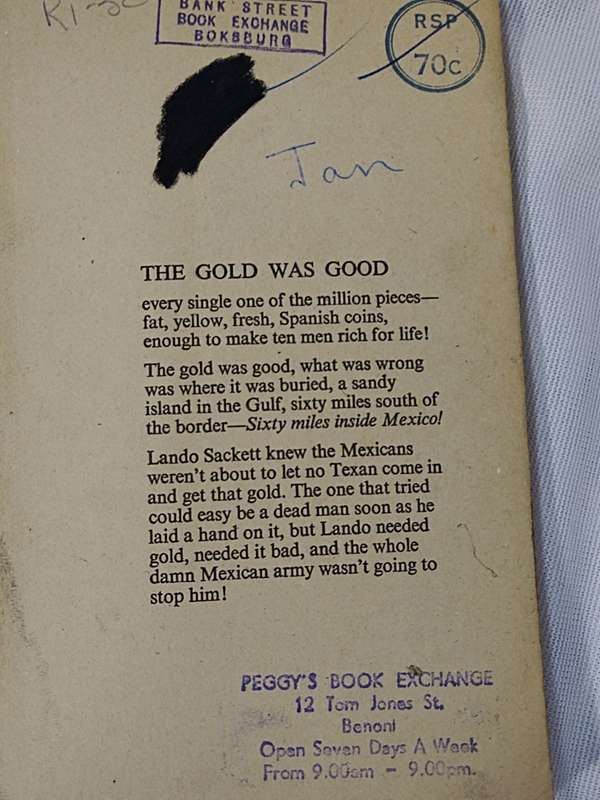 BANK STREET
BOOK EXCHANGE
BOKSBURG
RSP
70c
Jan
THE GOLD WAS GOOD
every single one of the million pieces—
fat, yellow, fresh, Spanish coins,
enough to make ten men rich for life!
The gold was good, what was wrong
was where it was buried, a sandy
island in the Gulf, sixty miles south of
the border—Sixty miles inside Mexico!
Lando Sackett knew the Mexicans
weren't about to let no Texan come in
and get that gold. The one that tried
could easy be a dead man soon as he
laid a hand on it, but Lando needed
gold, needed it bad, and the whole
damn Mexican army wasn't going to
stop him!
PEGGY'S BOOK EXCHANGE
12 Tom Jones St.
Benoni
Open Seven Days A Week
From 9.00am - 9.00pm.